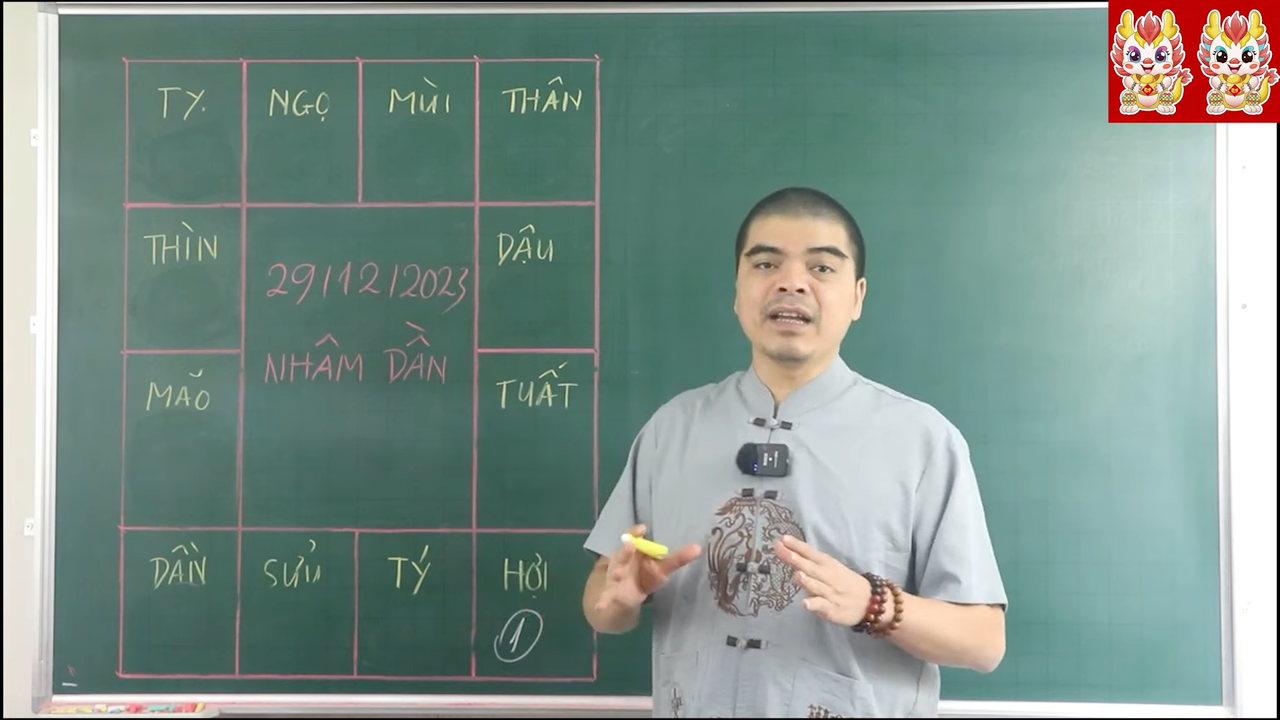 TỴ
NGỌ
MÙI
THÂN
THÌN
DẬU
29/12/2023
NHÂM DẦN
MÃO
TUẤT
DẦN
SỬU
TÝ
HỢI
1